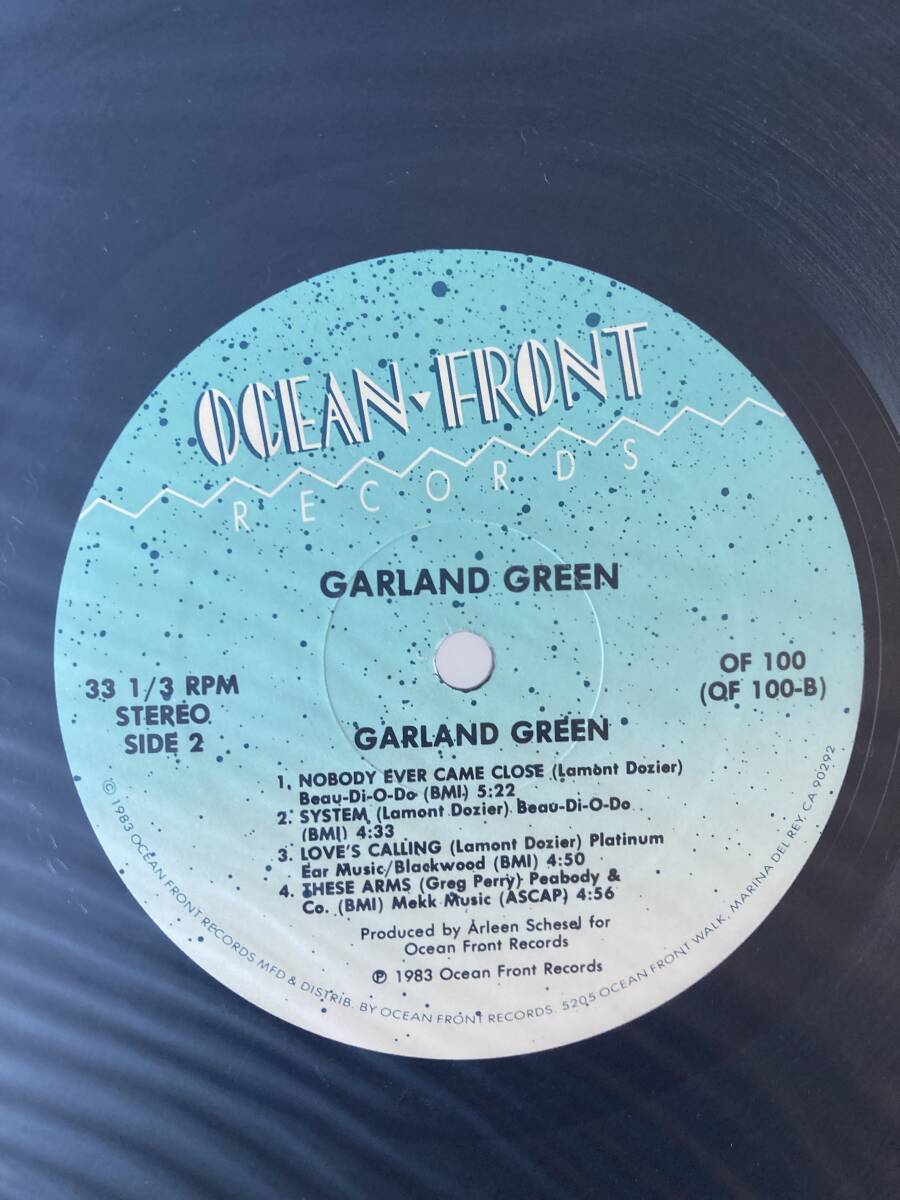 OCEAN FRONT
RECORDS
GARLAND GREEN
33 1/3 RPM
STEREO
SIDE 2
OF 100
(OF 100-B)
GARLAND GREEN
1. NOBODY EVER CAME CLOSE (Lamont Dozier)
Beau-Di-O-Do (BMI) 5:22
2. SYSTEM (Lamont Dozier) Beau-Di-O-Do
(BMI) 4:33
3. LOVE'S CALLING (Lamont Dozier) Platinum
Ear Music/Blackwood (BMI) 4:50
4. THESE ARMS (Greg Perry) Peabody &
Co. (BMI) Mekk Music (ASCAP) 4:56
Produced by Arleen Schesel for
Ocean Front Records
℗ 1983 Ocean Front Records
© 1983 OCEAN FRONT RECORDS MFD & DISTRIB. BY OCEAN FRONT RECORDS. 5205 OCEAN FRONT WALK, MARINA DEL REY, CA 90292